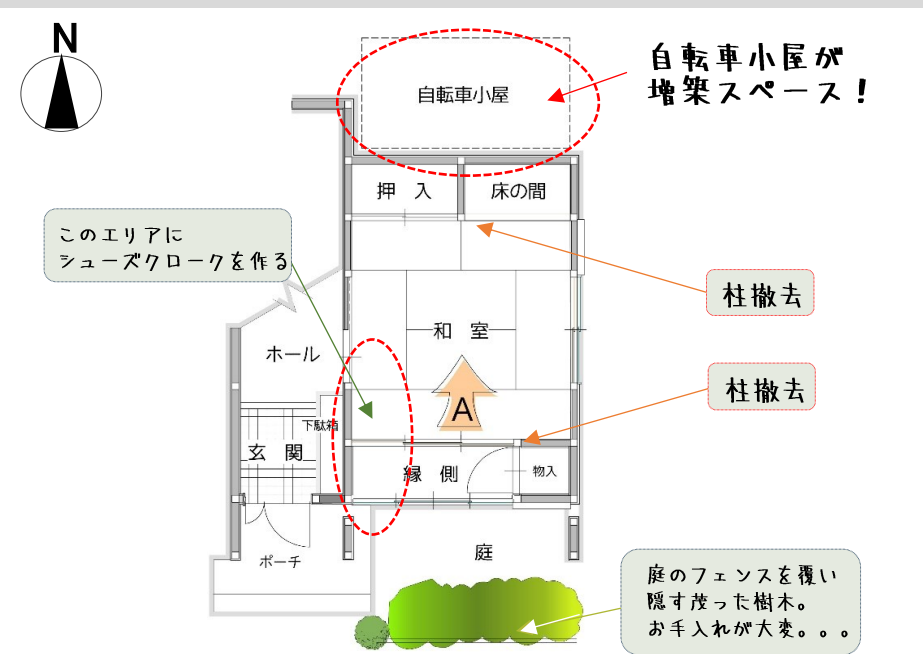 N
自転車小屋が
増築スペース！
自転車小屋
押 入
床の間
このエリアに
シューズクロークを作る
柱撤去
和 室
ホール
柱撤去
A
下駄箱
玄 関
縁 側
物入
ポーチ
庭
庭のフェンスを覆い
隠す茂った樹木。
お手入れが大変。。。